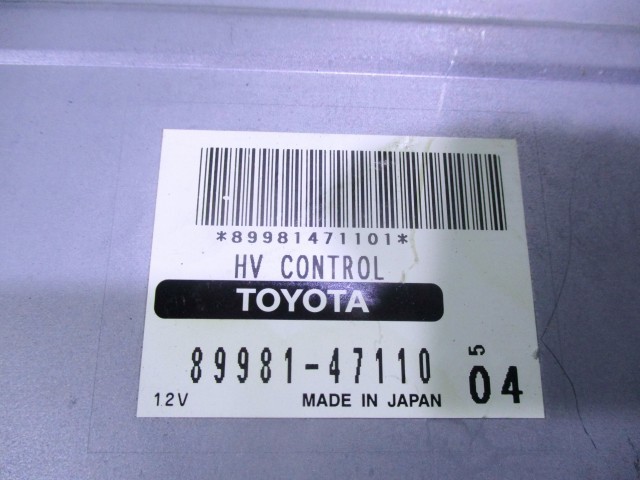 *89981471101*
HV CONTROL
TOYOTA
89981-47110 5 04
12V MADE IN JAPAN